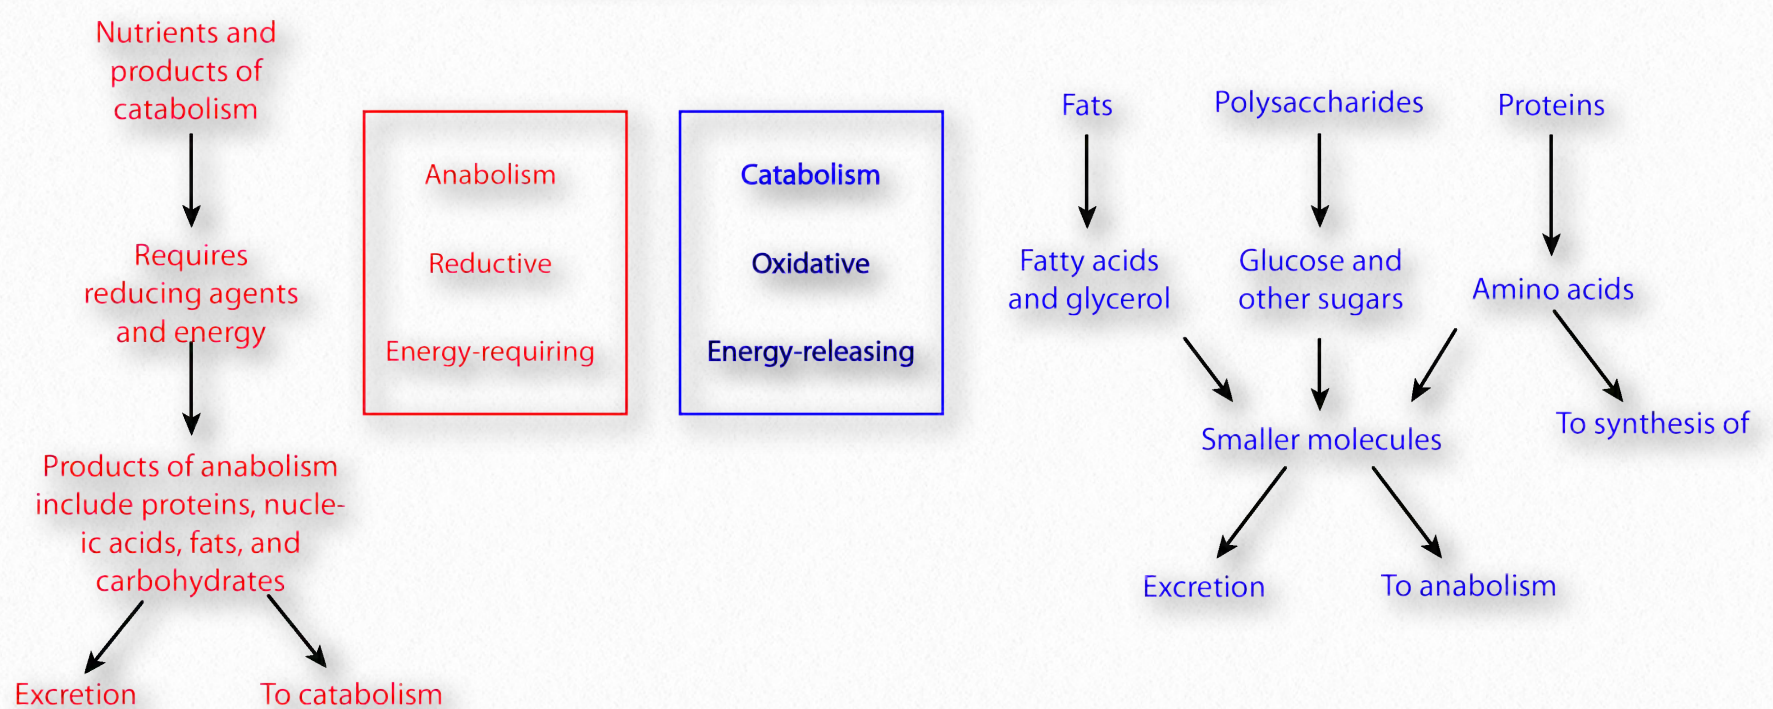 Nutrients and
products of
catabolism
Requires
reducing agents
and energy
Products of anabolism
include proteins, nucle-
ic acids, fats, and
carbohydrates
Excretion
To catabolism
Anabolism
Reductive
Energy-requiring
Catabolism
Oxidative
Energy-releasing
Fats
Polysaccharides
Proteins
Fatty acids
and glycerol
Glucose and
other sugars
Amino acids
Smaller molecules
To synthesis of
Excretion
To anabolism